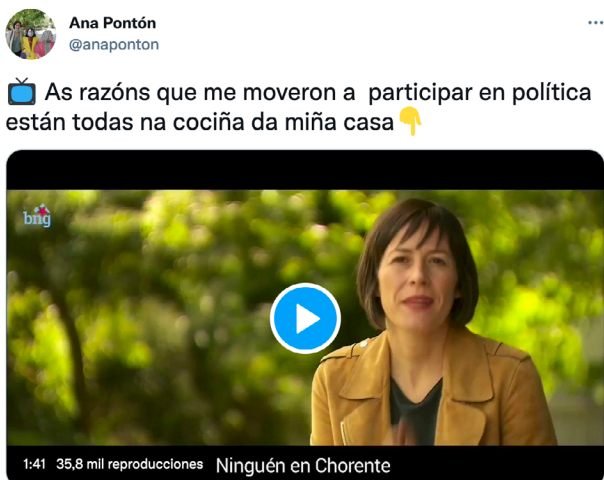 Ana Pontón
@anaponton
As razóns que me moveron a participar en política
están todas na cociña da miña casa
bng
1:41 35,8 mil reproducciones Ninguén en Chorente